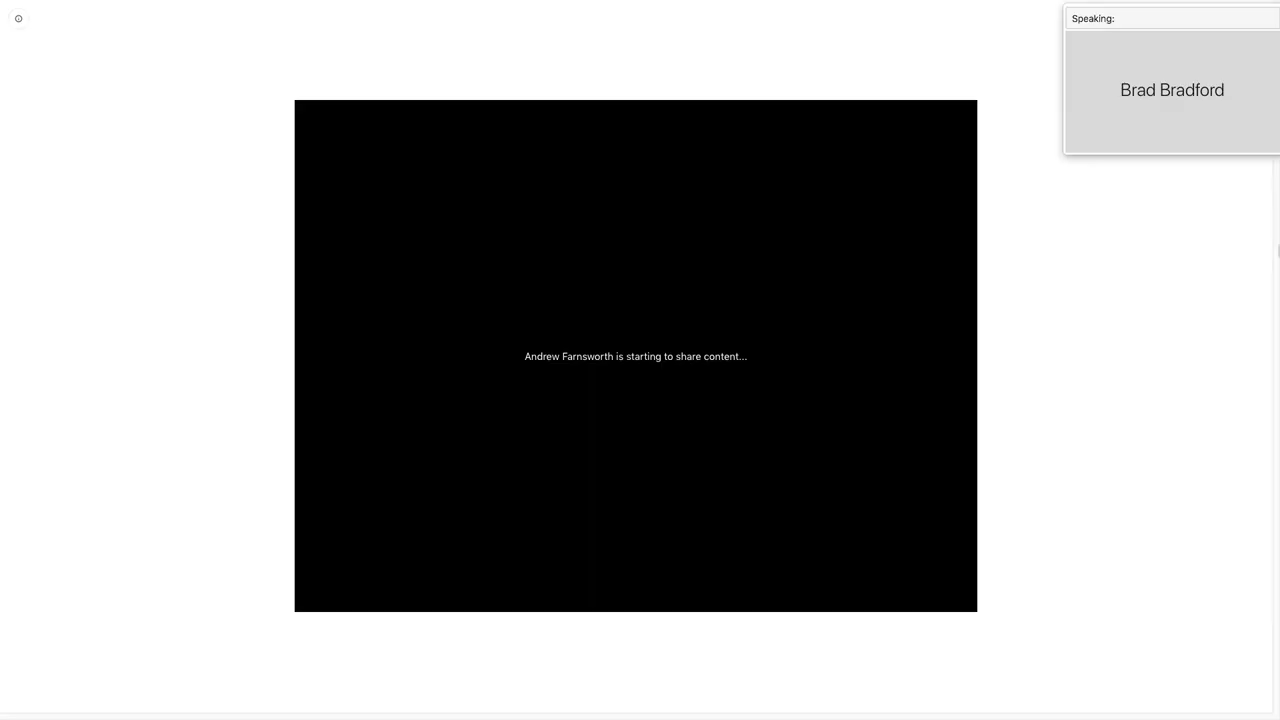 Speaking:
Brad Bradford
Andrew Farnsworth is starting to share content...